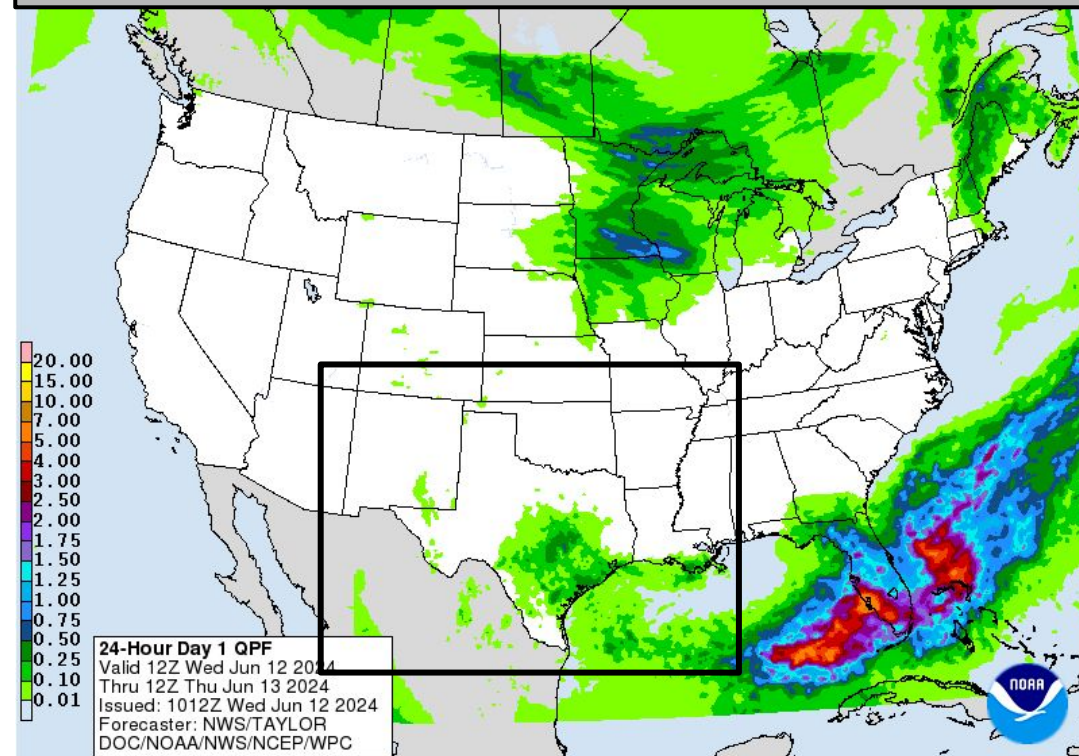 20.00
15.00
10.00
7.00
5.00
4.00
3.00
2.50
2.00
1.75
1.50
1.25
1.00
0.75
0.50
0.25
0.10
0.01
24-Hour Day 1 QPF
Valid 12Z Wed Jun 12 2024
Thru 12Z Thu Jun 13 2024
Issued: 1012Z Wed Jun 12 2024
Forecaster: NWS/TAYLOR
DOC/NOAA/NWS/NCEP/WPC
NOAA